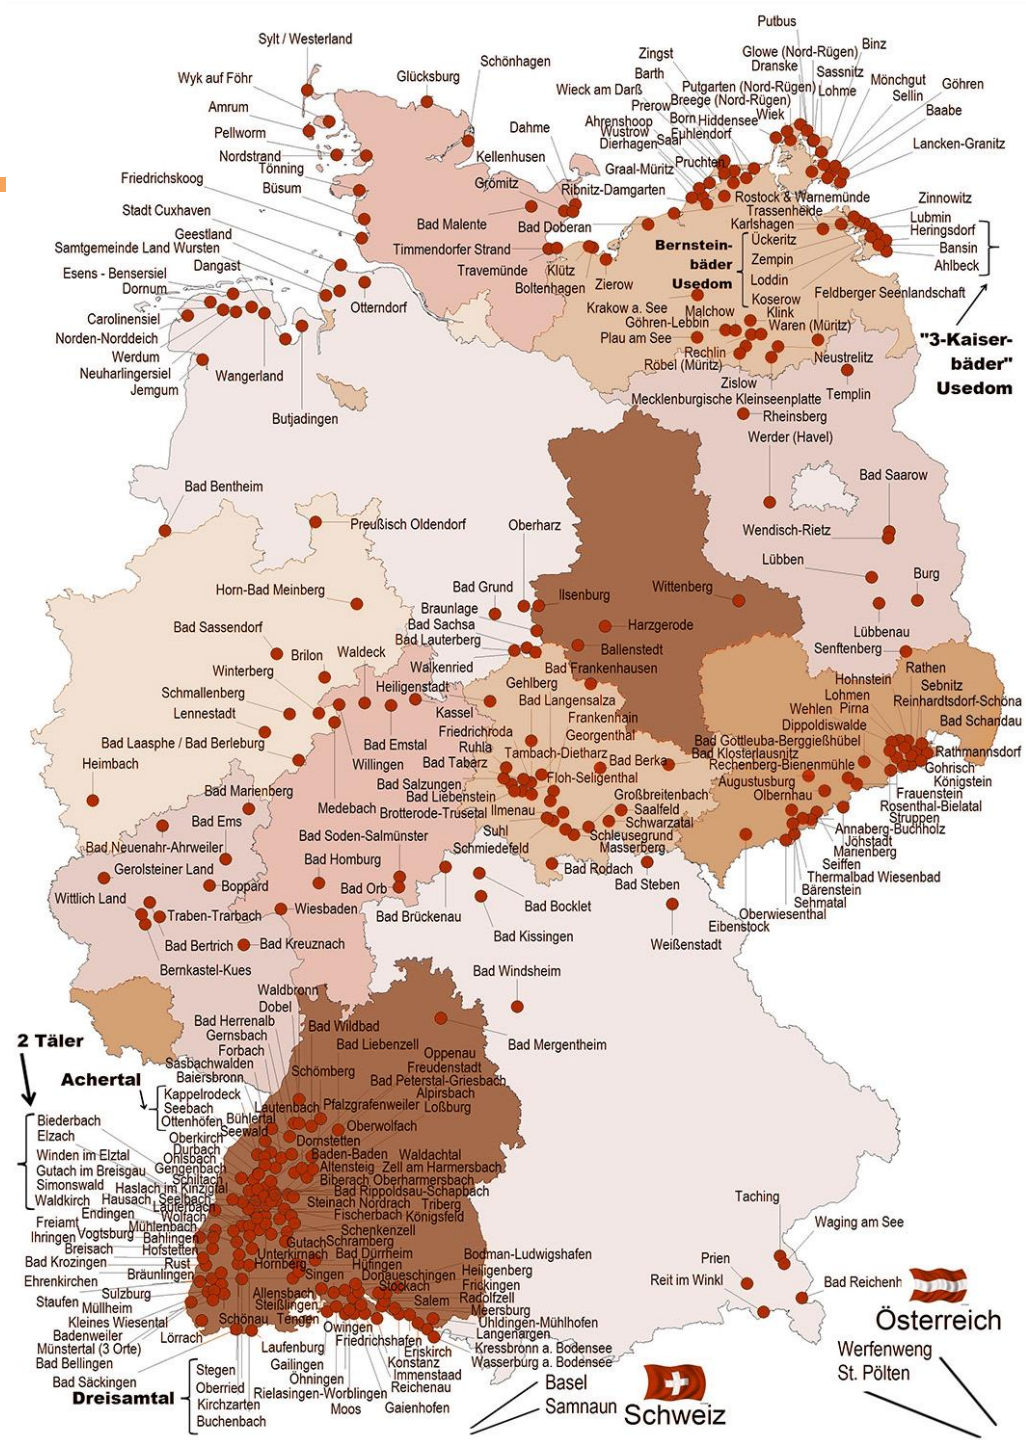 Putbus
Sylt / Westerland
Zingst
Glowe (Nord-Rügen)
Binz
Schönhagen
Dranske
Wyk auf Föhr
Glücksburg
Barth
Sassnitz
Mönchgut
Göhren
Wieck am Darß
Putgarten (Nord-Rügen)
Lohme
Sellin
Amrum
Prerow
Breege (Nord-Rügen)
Baabe
Pellworm
Dahme
Ahrenshoop
Born
Hiddensee
Wiek
Wustrow
Fuhlendorf
Dierhagen
Saal
Lancken-Granitz
Nordstrand
Kellenhusen
Pruchten
Tönning
Graal-Müritz
Friedrichskoog
Büsum
Grömitz
Ribnitz-Damgarten
Rostock & Warnemünde
Zinnowitz
Stadt Cuxhaven
Trassenheide
Lubmin
Bad Malente
Bad Doberan
Karlshagen
Heringsdorf
Geestland
Bernstein-
bäder
Usedom
Ückeritz
Bansin
Samtgemeinde Land Wursten
Timmendorfer Strand
Zempin
Ahlbeck
Dangast
Travemünde
Klütz
Loddin
Esens - Bensersiel
Boltenhagen
Zierow
Koserow
Feldberger Seenlandschaft
Dornum
Otterndorf
Krakow a. See
Malchow
Klink
Carolinensiel
Göhren-Lebbin
Waren (Müritz)
Norden-Norddeich
Plau am See
"3-Kaiser-
bäder"
Usedom
Werdum
Rechlin
Neustrelitz
Neuharlingersiel
Röbel (Müritz)
Jemgum
Wangerland
Zislow
Templin
Mecklenburgische Kleinseenplatte
Butjadingen
Rheinsberg
Werder (Havel)
Bad Bentheim
Bad Saarow
Preußisch Oldendorf
Oberharz
Wendisch-Rietz
Lübben
Burg
Horn-Bad Meinberg
Bad Grund
Ilsenburg
Wittenberg
Braunlage
Bad Sachsa
Harzgerode
Lübbenau
Bad Sassendorf
Bad Lauterberg
Ballenstedt
Senftenberg
Brilon
Waldeck
Walkenried
Bad Frankenhausen
Rathen
Winterberg
Heiligenstadt
Gehlberg
Hohnstein
Sebnitz
Schmallenberg
Bad Langensalza
Lohmen
Reinhardtsdorf-Schöna
Lennestadt
Kassel
Frankenhain
Wehlen
Pirna
Bad Schandau
Friedrichroda
Georgenthal
Dippoldiswalde
Bad Laasphe / Bad Berleburg
Bad Emstal
Ruhla
Tambach-Dietharz
Bad Gottleuba-Berggießhübel
Rathmannsdorf
Heimbach
Willingen
Bad Tabarz
Bad Berka
Bad Klosterlausnitz
Gohrisch
Rechenberg-Bienenmühle
Königstein
Bad Marienberg
Bad Salzungen
Floh-Seligenthal
Augustusburg
Frauenstein
Medebach
Bad Liebenstein
Großbreitenbach
Olbernhau
Rosenthal-Bielatal
Brotterode-Trusetal
Ilmenau
Saalfeld
Struppen
Bad Ems
Schwarzatal
Annaberg-Buchholz
Bad Soden-Salmünster
Suhl
Schleusegrund
Jöhstadt
Bad Neuenahr-Ahrweiler
Schmiedefeld
Masserberg
Marienberg
Seiffen
Bad Homburg
Bad Rodach
Thermalbad Wiesenbad
Gerolsteiner Land
Boppard
Bad Orb
Bad Steben
Bärenstein
Wittlich Land
Sehmatal
Traben-Trarbach
Wiesbaden
Bad Brückenau
Bad Bocklet
Oberwiesenthal
Eibenstock
Bad Bertrich
Bad Kreuznach
Bad Kissingen
Weißenstadt
Bernkastel-Kues
Bad Windsheim
Waldbronn
Dobel
Bad Herrenalb
Bad Wildbad
2 Täler
Gernsbach
Bad Liebenzell
Bad Mergentheim
Forbach
Oppenau
Sasbachwalden
Freudenstadt
Achertal
Baiersbronn
Schömberg
Bad Peterstal-Griesbach
Kappelrodeck
Alpirsbach
Seebach
Lautenbach
Pfalzgrafenweiler
Loßburg
Biederbach
Ottenhöfen
Bühlertal
Elzach
Seewald
Oberwolfach
Oberkirch
Dornstetten
Winden im Elztal
Durbach
Baden-Baden
Waldachtal
Ohlsbach
Gutach im Breisgau
Gengenbach
Altensteig
Zell am Harmersbach
Simonswald
Schiltach
Biberach
Oberharmersbach
Haslach im Kinzigtal
Bad Rippoldsau-Schapbach
Waldkirch
Hausach
Seelbach
Steinach
Nordrach
Triberg
Lauterbach
Endingen
Wolfach
Fischerbach
Königsfeld
Freiamt
Mühlenbach
Schenkenzell
Ihringen
Vogtsburg
Bahlingen
Gutach
Schramberg
Taching
Breisach
Hofstetten
Unterkirnach
Bad Dürrheim
Waging am See
Bad Krozingen
Rust
Hornberg
Hüfingen
Bodman-Ludwigshafen
Prien
Bräunlingen
Singen
Donaueschingen
Heiligenberg
Reit im Winkl
Ehrenkirchen
Stockach
Frickingen
Bad Reichenh
Sulzburg
Allensbach
Radolfzell
Staufen
Steißlingen
Salem
Meersburg
Müllheim
Schönau
Tengen
Uhldingen-Mühlhofen
Österreich
Kleines Wiesental
Owingen
Langenargen
Badenweiler
Lörrach
Friedrichshafen
Kressbronn a. Bodensee
Werfenweng
Münstertal (3 Orte)
Laufenburg
Eriskirch
Wasserburg a. Bodensee
St. Pölten
Bad Bellingen
Gailingen
Konstanz
Bad Säckingen
Stegen
Öhningen
Immenstaad
Basel
Dreisamtal
Oberried
Rielasingen-Worblingen
Reichenau
Samnaun
Schweiz
Kirchzarten
Moos
Gaienhofen
Buchenbach